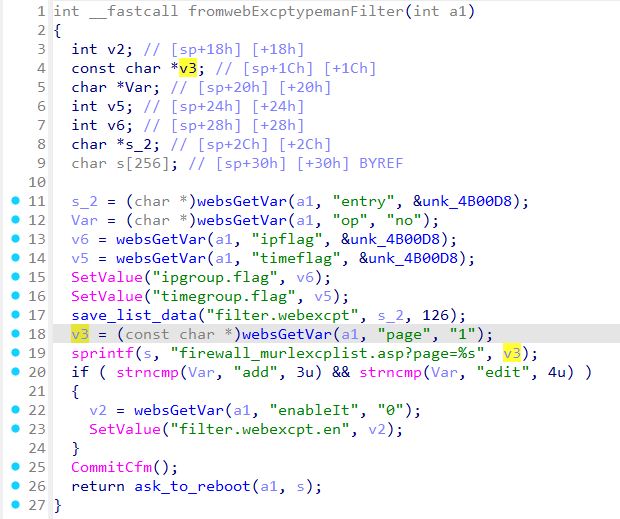 1 int __fastcall fromwebExcptypemanFilter(int a1)
2 {
3   int v2; // [sp+18h] [+18h]
4   const char *v3; // [sp+1Ch] [+1Ch]
5   char *Var; // [sp+20h] [+20h]
6   int v5; // [sp+24h] [+24h]
7   int v6; // [sp+28h] [+28h]
8   char *s_2; // [sp+2Ch] [+2Ch]
9   char s[256]; // [sp+30h] [+30h] BYREF
10
11   s_2 = (char *)websGetVar(a1, "entry", &unk_4B00D8);
12   Var = (char *)websGetVar(a1, "op", "no");
13   v6 = websGetVar(a1, "ipflag", &unk_4B00D8);
14   v5 = websGetVar(a1, "timeflag", &unk_4B00D8);
15   SetValue("ipgroup.flag", v6);
16   SetValue("timegroup.flag", v5);
17   save_list_data("filter.webexcpt", s_2, 126);
18   v3 = (const char *)websGetVar(a1, "page", "1");
19   sprintf(s, "firewall_murlexcplist.asp?page=%s", v3);
20   if ( strncmp(Var, "add", 3u) && strncmp(Var, "edit", 4u) )
21   {
22     v2 = websGetVar(a1, "enableIt", "0");
23     SetValue("filter.webexcpt.en", v2);
24   }
25   CommitCfm();
26   return ask_to_reboot(a1, s);
27 }